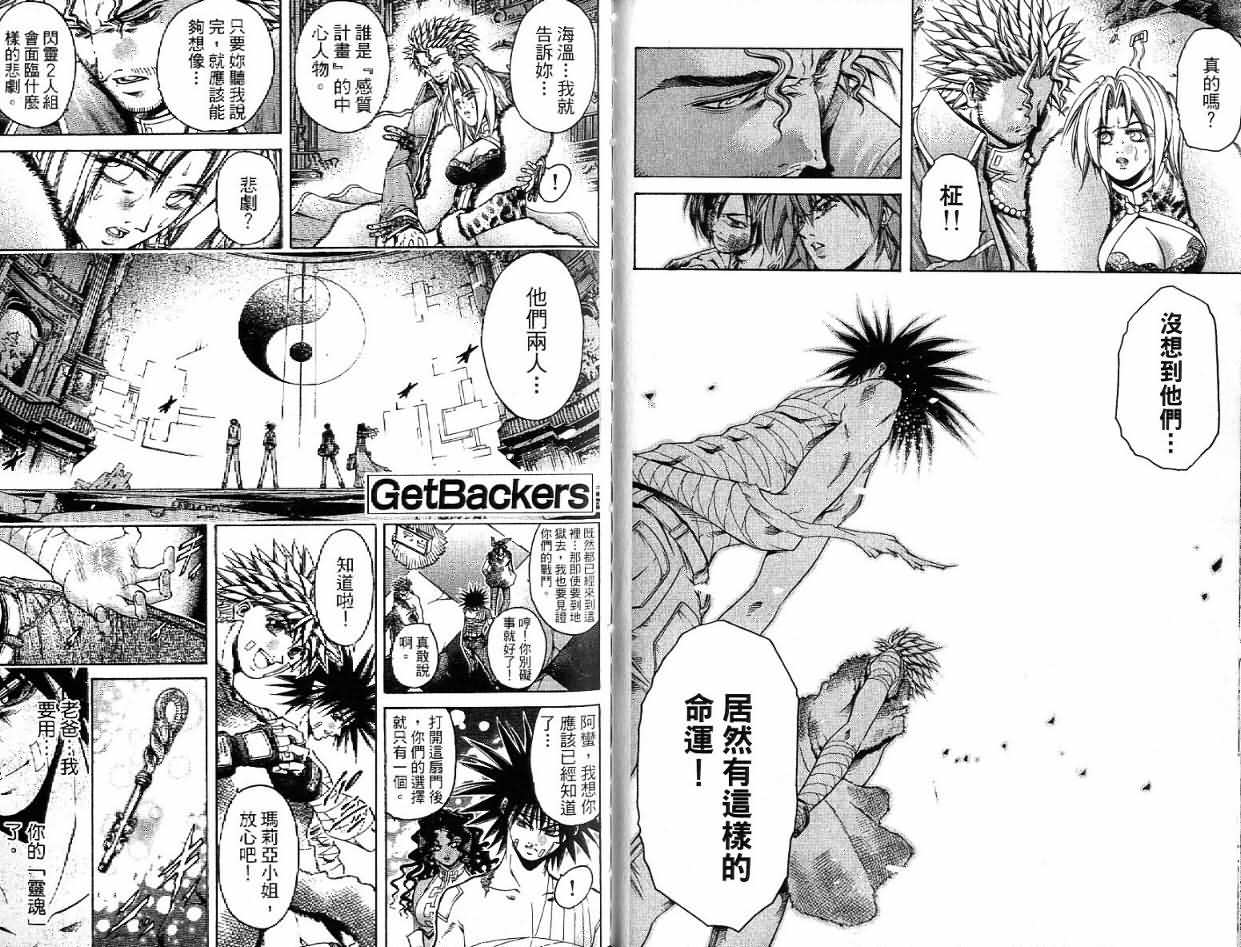 真的嗎？
柾！！
沒想到他們…
居然有這樣的
命運！
海溫…我就
告訴妳…
誰是『感質
計畫』的中
心人物。
！
只要妳聽我說
完，就應該能
夠想像…
閃靈２人組
會面臨什麼
樣的悲劇。
悲劇？
他們兩人…
GetBackers
既然都已經來到這
裡…那即使要到地
獄去，我也要見證
你們的戰鬥。
哼！你別礙
事就好了！
真敢說
啊。
阿蠻，我想你
應該已經知道
了…
打開這扇門後
，你們的選擇
就只有一個。
！
知道啦！
瑪莉亞小姐，
放心吧！
老爸…我
要用…
你的「靈魂」
了。